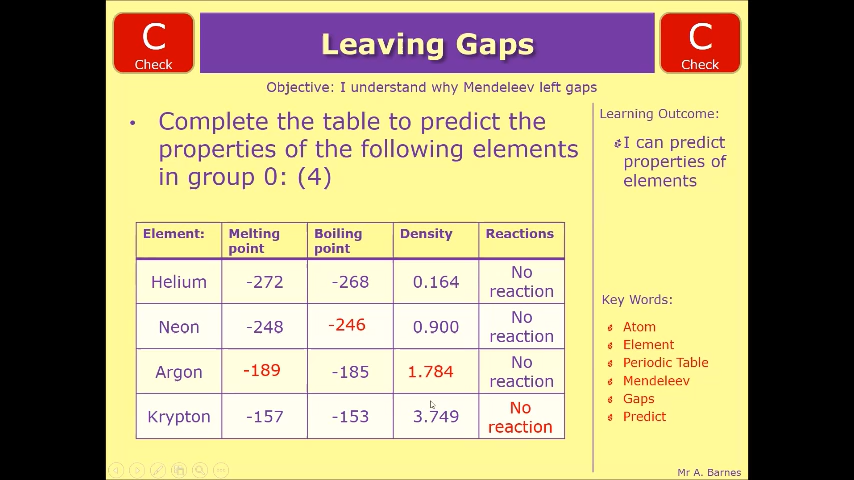 C
Check
Leaving Gaps
C
Check
Objective: I understand why Mendeleev left gaps
• Complete the table to predict the
properties of the following elements
in group 0: (4)
Element: Melting point Boiling point Density Reactions
Helium -272 -268 0.164 No reaction
Neon -248 -246 0.900 No reaction
Argon -189 -185 1.784 No reaction
Krypton -157 -153 3.749 No reaction
Learning Outcome:
I can predict
properties of
elements
Key Words:
Atom
Element
Periodic Table
Mendeleev
Gaps
Predict
Mr A. Barnes